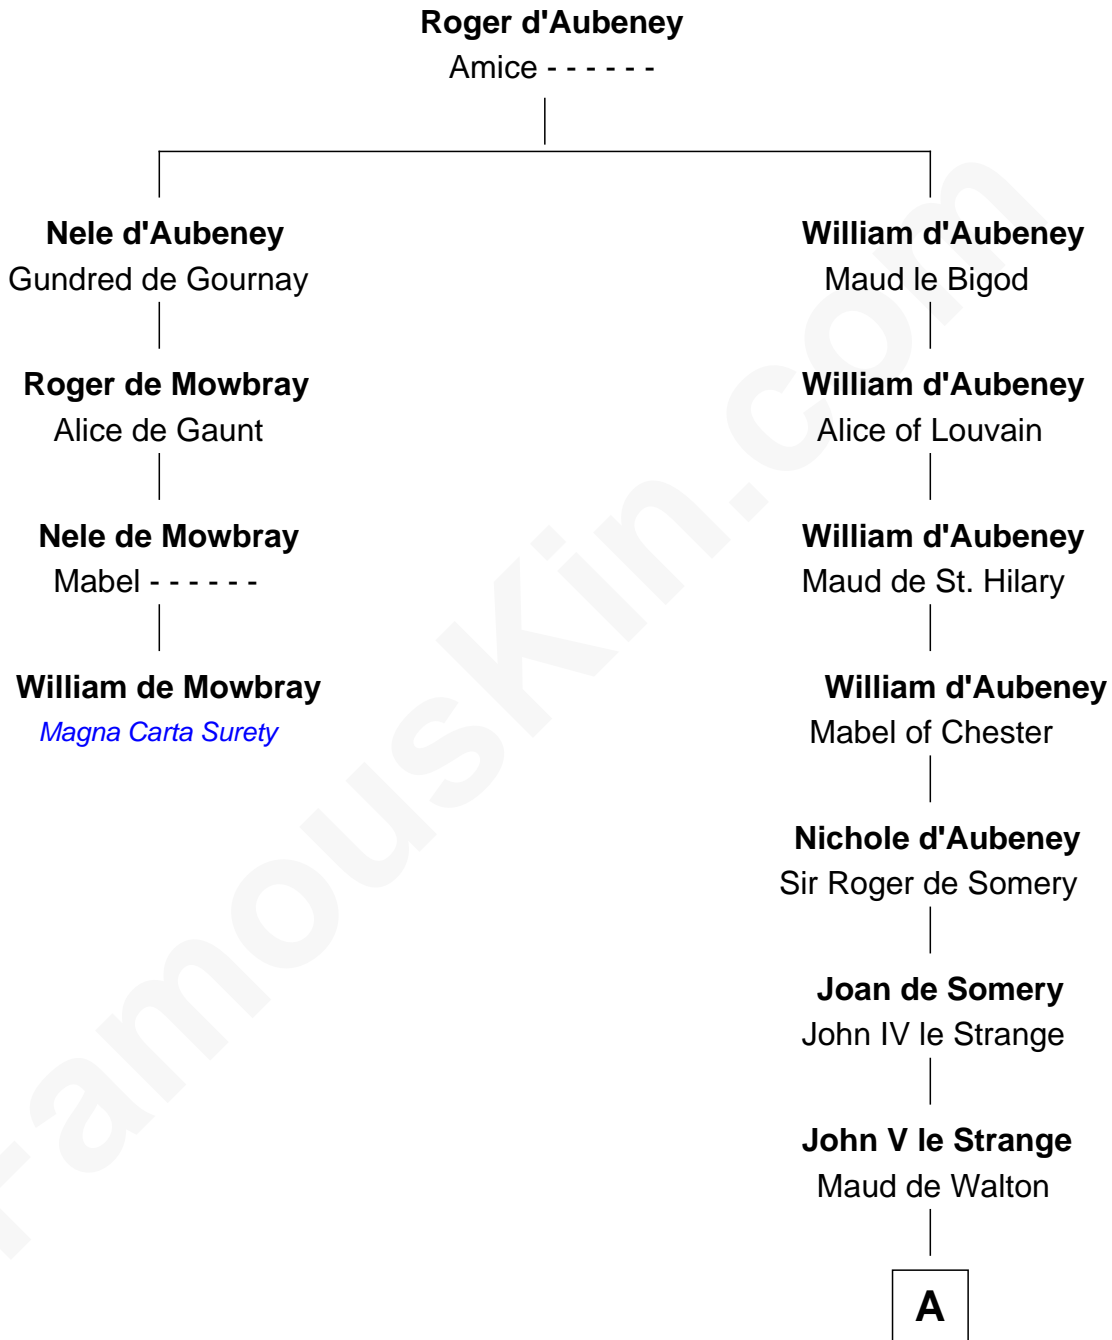 Roger d'Aubeney
Amice - - - - - -
Nele d'Aubeney
Gundred de Gournay
William d'Aubeney
Maud le Bigod
Roger de Mowbray
Alice de Gaunt
William d'Aubeney
Alice of Louvain
Nele de Mowbray
Mabel - - - - - -
William d'Aubeney
Maud de St. Hilary
William de Mowbray
Magna Carta Surety
William d'Aubeney
Mabel of Chester
Nichole d'Aubeney
Sir Roger de Somery
Joan de Somery
John IV le Strange
John V le Strange
Maud de Walton
A
FamousKin.com